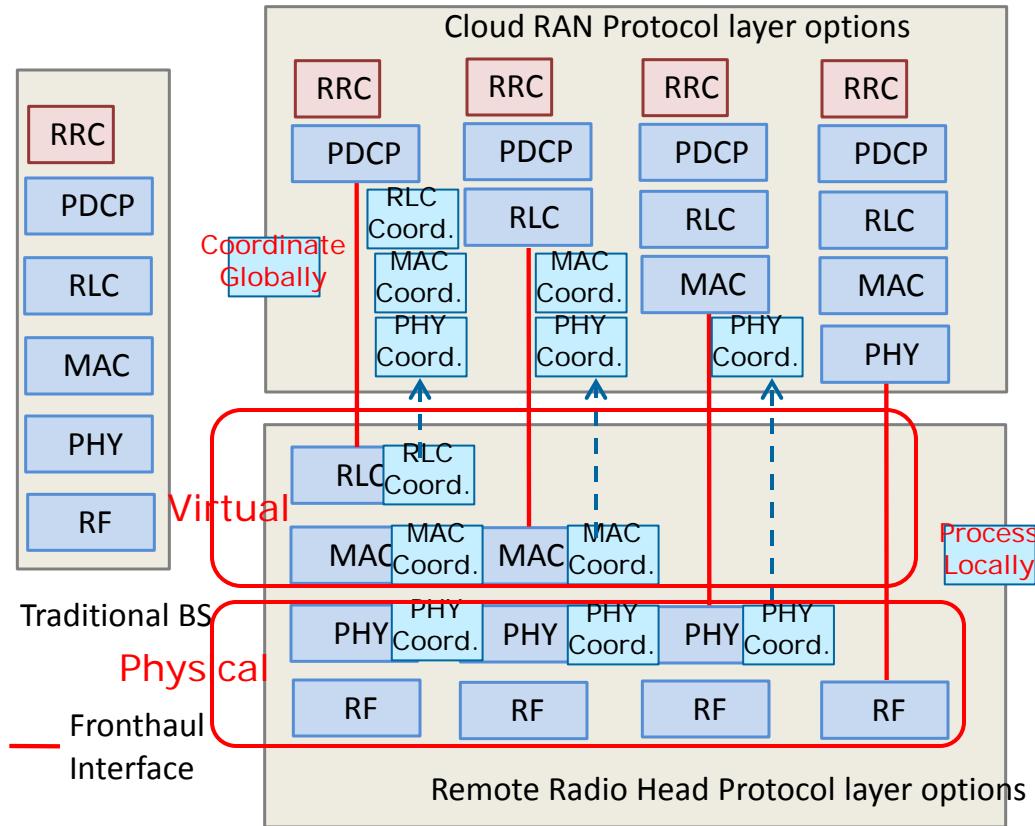 Cloud RAN Protocol layer options
RRC
RRC
RRC
RRC
PDCP
PDCP
PDCP
PDCP
RLC
Coord.
RLC
RLC
RLC
Coordinate
Globally
MAC
Coord.
MAC
Coord.
MAC
MAC
PHY
Coord.
PHY
Coord.
PHY
Coord.
PHY
RRC
PDCP
RLC
MAC
PHY
RF
Traditional BS
Virtual
RLC
RLC
Coord.
MAC
MAC
Coord.
MAC
MAC
Coord.
Process
Locally
Physical
PHY
PHY
Coord.
PHY
PHY
Coord.
PHY
PHY
Coord.
RF
RF
RF
RF
Fronthaul
Interface
Remote Radio Head Protocol layer options